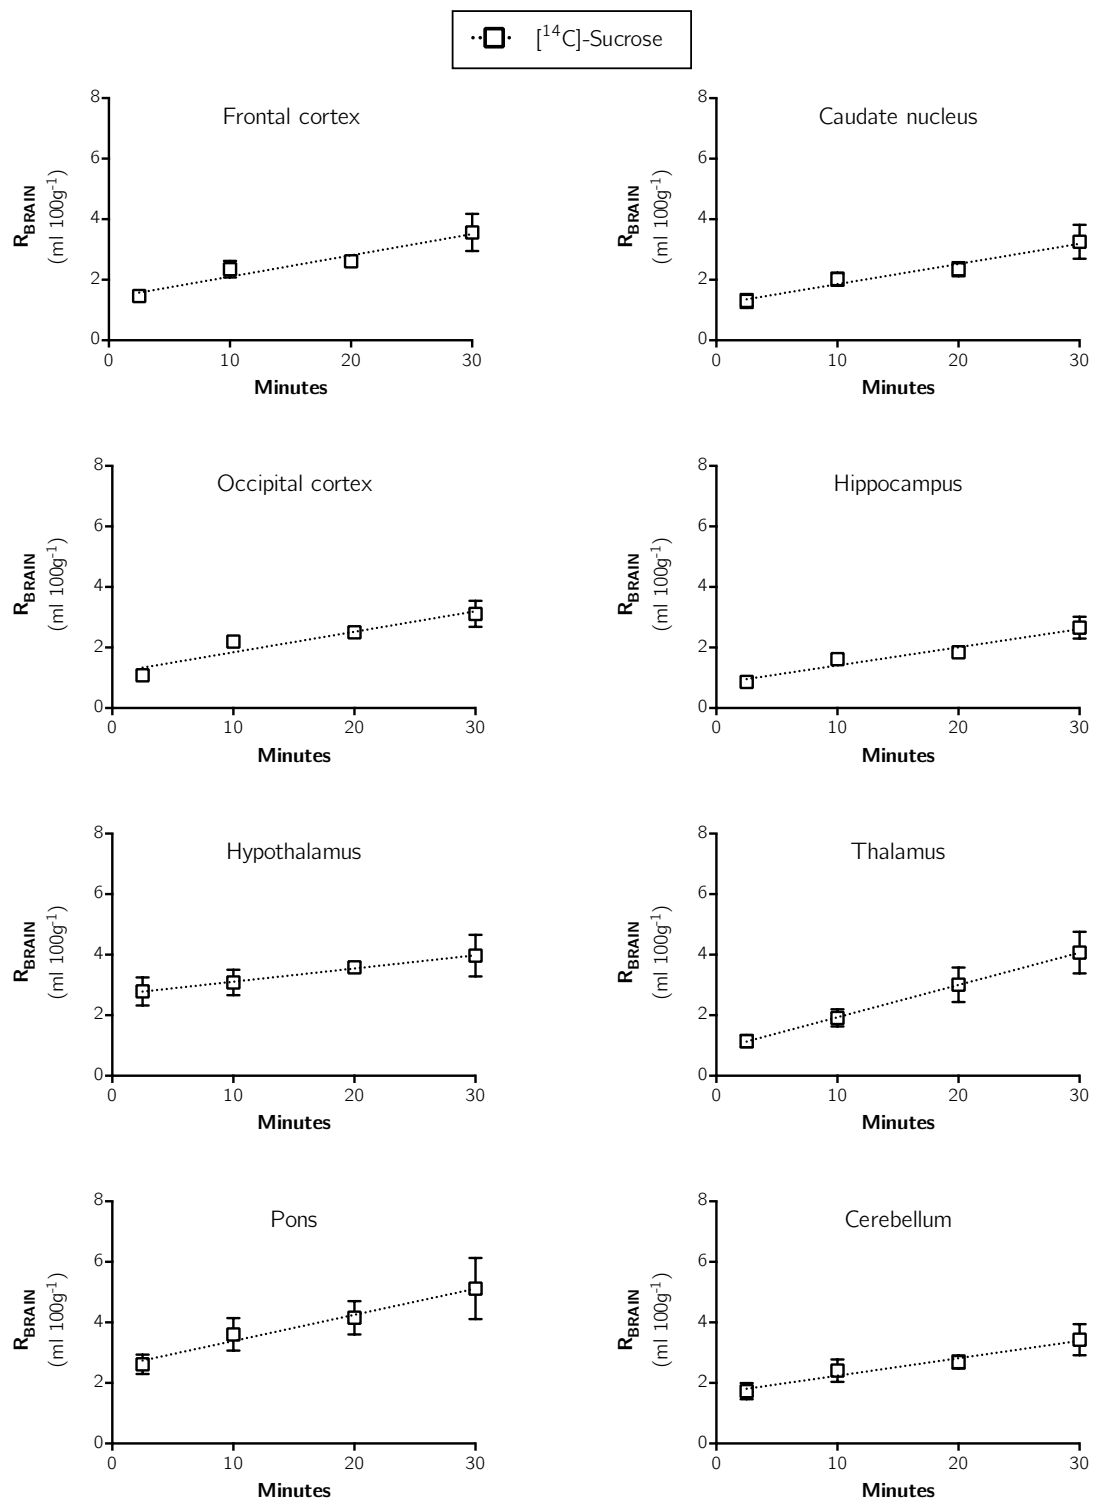 [14C]-Sucrose
Frontal cortex
8
6
4
2
0
RBRAIN
(ml 100g-1)
0 10 20 30
Minutes
Caudate nucleus
8
6
4
2
0
RBRAIN
(ml 100g-1)
0 10 20 30
Minutes
Occipital cortex
8
6
4
2
0
RBRAIN
(ml 100g-1)
0 10 20 30
Minutes
Hippocampus
8
6
4
2
0
RBRAIN
(ml 100g-1)
0 10 20 30
Minutes
Hypothalamus
8
6
4
2
0
RBRAIN
(ml 100g-1)
0 10 20 30
Minutes
Thalamus
8
6
4
2
0
RBRAIN
(ml 100g-1)
0 10 20 30
Minutes
Pons
8
6
4
2
0
RBRAIN
(ml 100g-1)
0 10 20 30
Minutes
Cerebellum
8
6
4
2
0
RBRAIN
(ml 100g-1)
0 10 20 30
Minutes